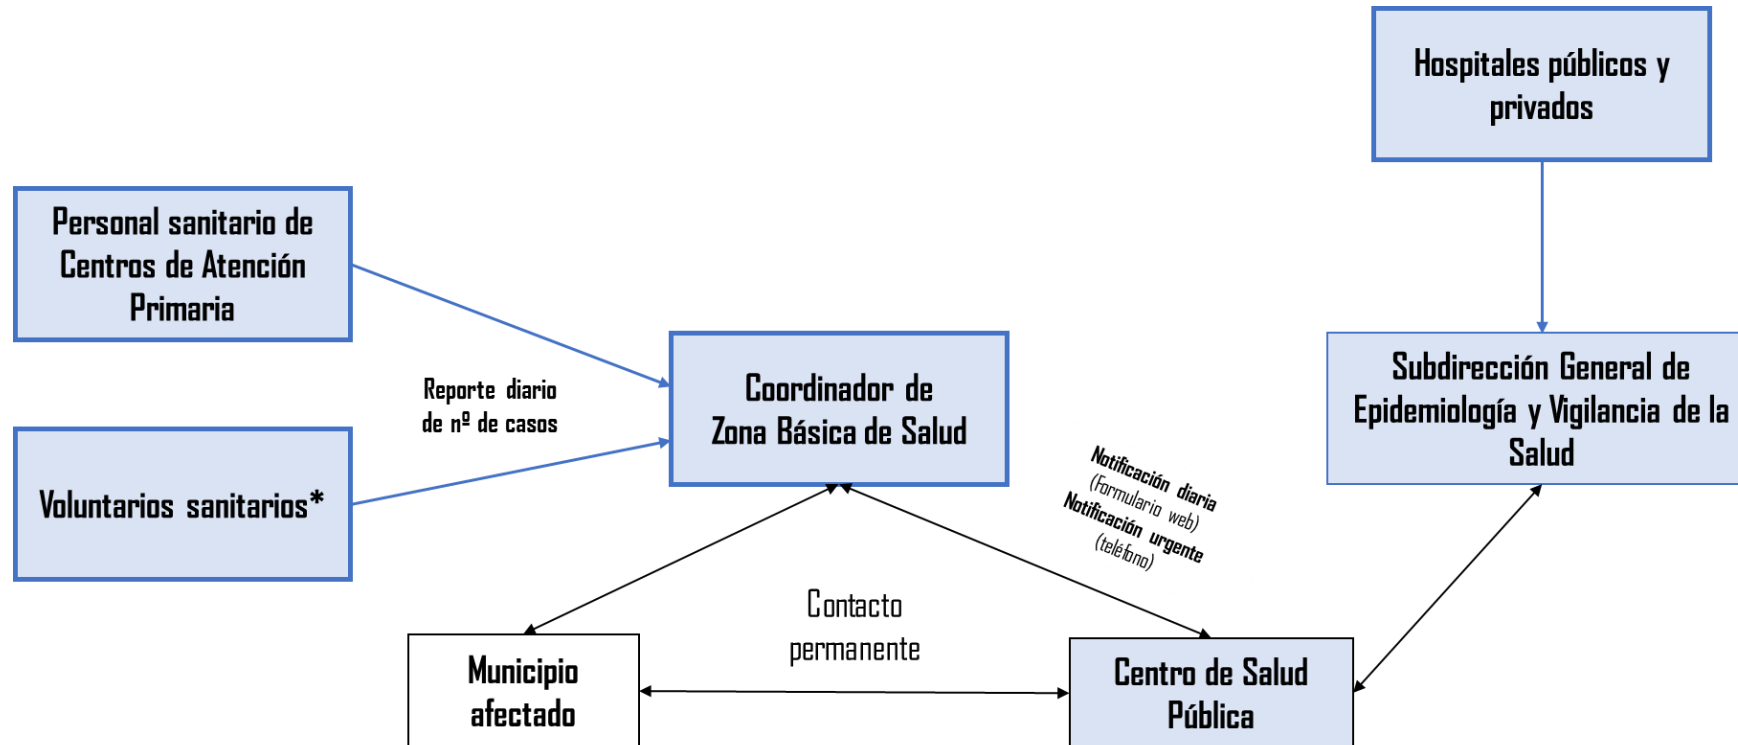 Hospitales públicos y
privados
Personal sanitario de
Centros de Atención
Primaria
Reporte diario
de nº de casos
Voluntarios sanitarios*
Coordinador de
Zona Básica de Salud
Subdirección General de
Epidemiología y Vigilancia de la
Salud
Notificación diaria
(Formulario web)
Notificación urgente
(teléfono)
Contacto
permanente
Municipio
afectado
Centro de Salud
Pública